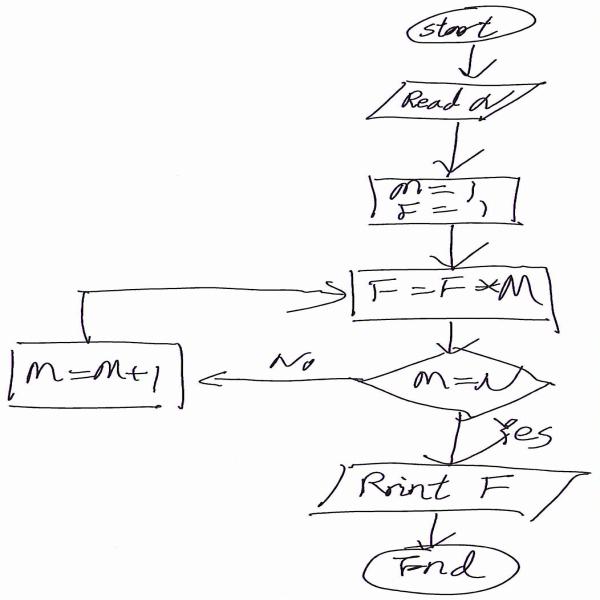 start
Read N
M = 1
F = 1
F = F * M
No
M = M + 1
M = N
Yes
Print F
End